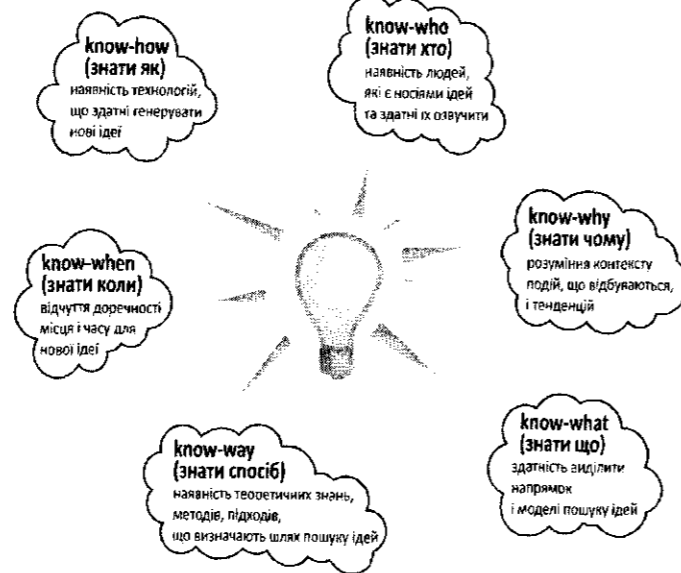 know-how
(знати як)
наявність технологій,
що здатні генерувати
нові ідеї
know-who
(знати хто)
наявність людей,
які є носіями ідей
та здатні їх озвучити
know-when
(знати коли)
відчуття доречності
місця і часу для
нової ідеї
know-why
(знати чому)
розуміння контексту
подій, що відбуваються,
і тенденцій
know-way
(знати спосіб)
наявність теоретичних знань,
методів, підходів,
що визначають шлях пошуку ідей
know-what
(знати що)
здатність виділити
напрямок
і моделі пошуку ідей